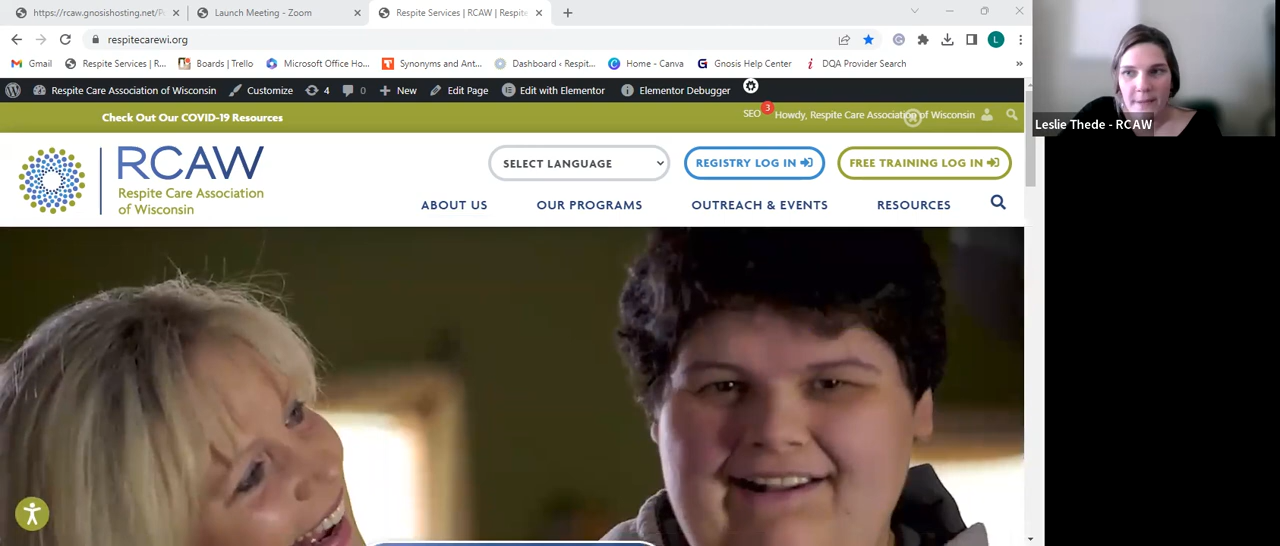 https://rcaw.gnosishosting.net/P
Launch Meeting - Zoom
Respite Services | RCAW | Respite
respitecarewi.org
L
Gmail
Respite Services | R...
Boards | Trello
Microsoft Office Ho...
Synonyms and Ant...
Dashboard ‹ Respit...
Home - Canva
Gnosis Help Center
DQA Provider Search
»
Respite Care Association of Wisconsin
Customize
4
0
New
Edit Page
Edit with Elementor
Elementor Debugger
Check Out Our COVID-19 Resources
SEO
3
Howdy, Respite Care Association of Wisconsin
Leslie Thede - RCAW
RCAW
Respite Care Association
of Wisconsin
SELECT LANGUAGE
REGISTRY LOG IN
FREE TRAINING LOG IN
ABOUT US
OUR PROGRAMS
OUTREACH & EVENTS
RESOURCES